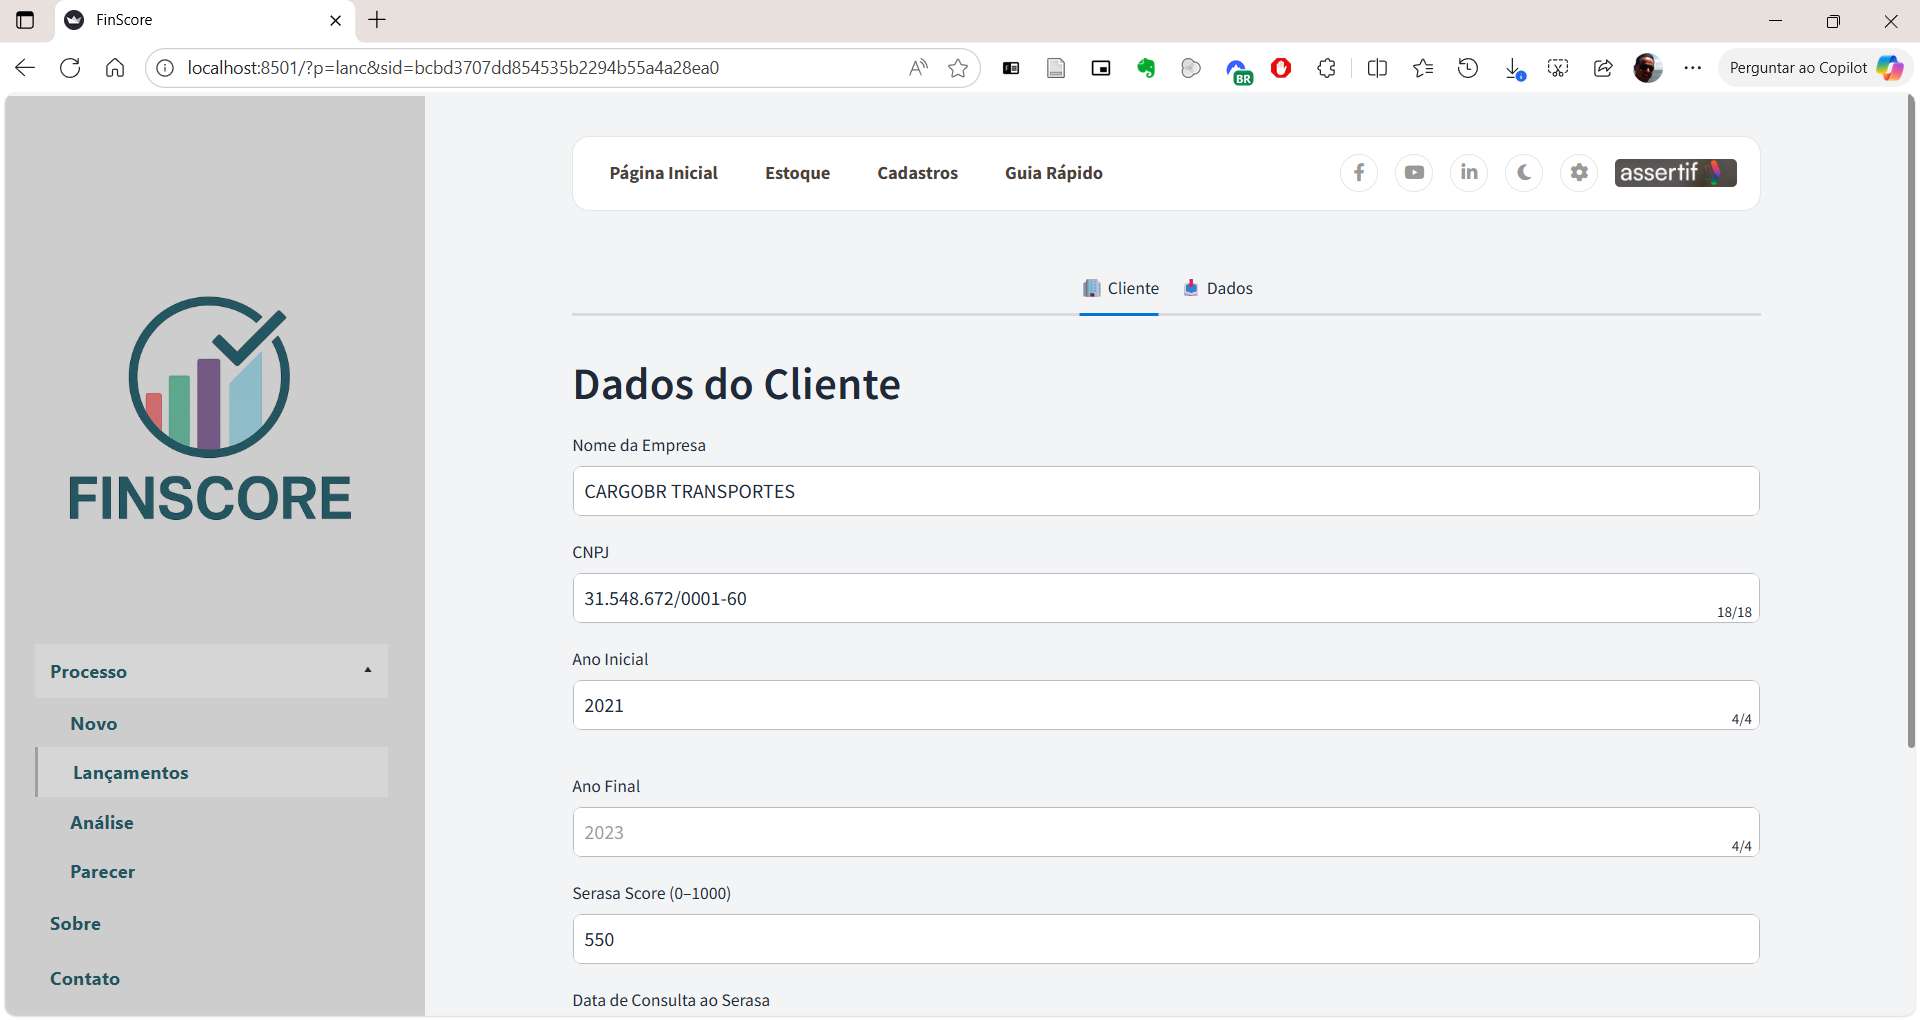 FinScore
localhost:8501/?p=lanc&sid=bcbd3707dd854535b2294b55a4a28ea0
BR
Perguntar ao Copilot
Página Inicial
Estoque
Cadastros
Guia Rápido
assertif
FINSCORE
Processo
Novo
Lançamentos
Análise
Parecer
Sobre
Contato
Cliente
Dados
Dados do Cliente
Nome da Empresa
CARGOBR TRANSPORTES
CNPJ
31.548.672/0001-60
18/18
Ano Inicial
2021
4/4
Ano Final
2023
4/4
Serasa Score (0–1000)
550
Data de Consulta ao Serasa